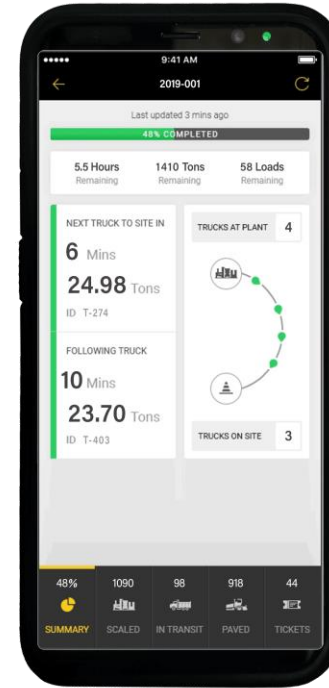 9:41 AM
2019-001
Last updated 3 mins ago
48% COMPLETED
5.5 Hours 1410 Tons 58 Loads
Remaining Remaining Remaining
NEXT TRUCK TO SITE IN
6 Mins
24.98 Tons
ID T-274
FOLLOWING TRUCK
10 Mins
23.70 Tons
ID T-403
TRUCKS AT PLANT 4
TRUCKS ON SITE 3
48% 1090 98 918 44
SUMMARY SCALED IN TRANSIT PAVED TICKETS